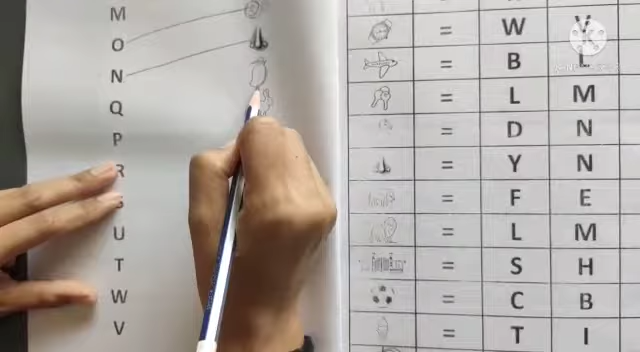 M
O
N
Q
P
R
S
U
T
W
V
= W V
= B L
= L M
= D N
= Y N
= F E
= L M
= S H
= C B
= T I